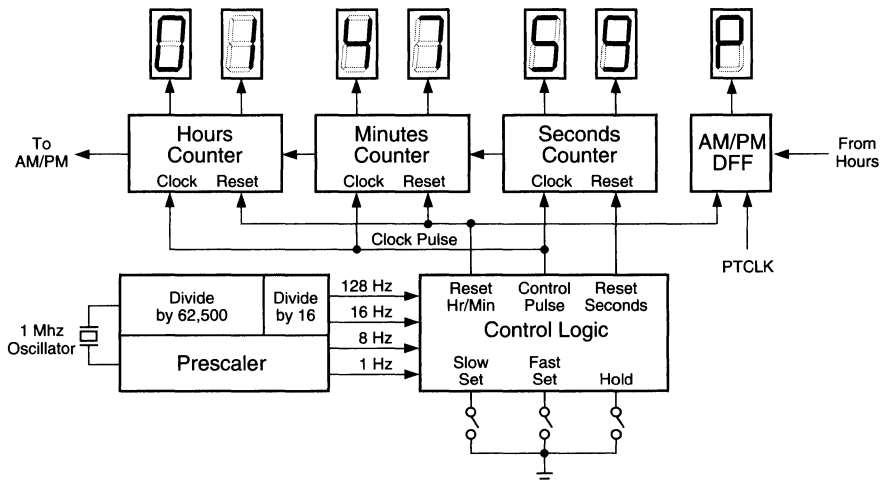 01 47 59 P
To
AM/PM
Hours
Counter
Clock Reset
Minutes
Counter
Clock Reset
Seconds
Counter
Clock Reset
AM/PM
DFF
From
Hours
Clock Pulse
PTCLK
1 Mhz
Oscillator
Divide
by 62,500
Divide
by 16
Prescaler
128 Hz
16 Hz
8 Hz
1 Hz
Reset
Hr/Min
Control
Pulse
Reset
Seconds
Control Logic
Slow
Set
Fast
Set
Hold